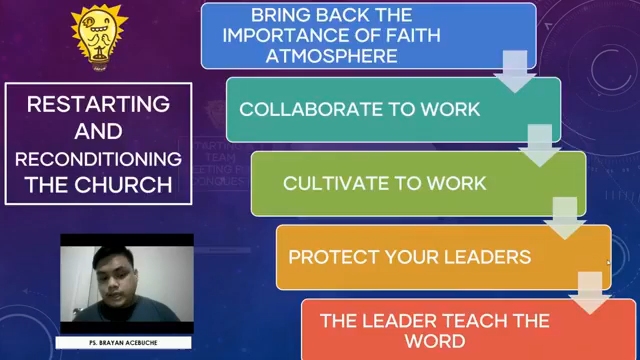 RESTARTING
AND
RECONDITIONING
THE CHURCH
BRING BACK THE
IMPORTANCE OF FAITH
ATMOSPHERE
COLLABORATE TO WORK
CULTIVATE TO WORK
PROTECT YOUR LEADERS
THE LEADER TEACH THE
WORD
PS. BRAYAN ACEBUCHE